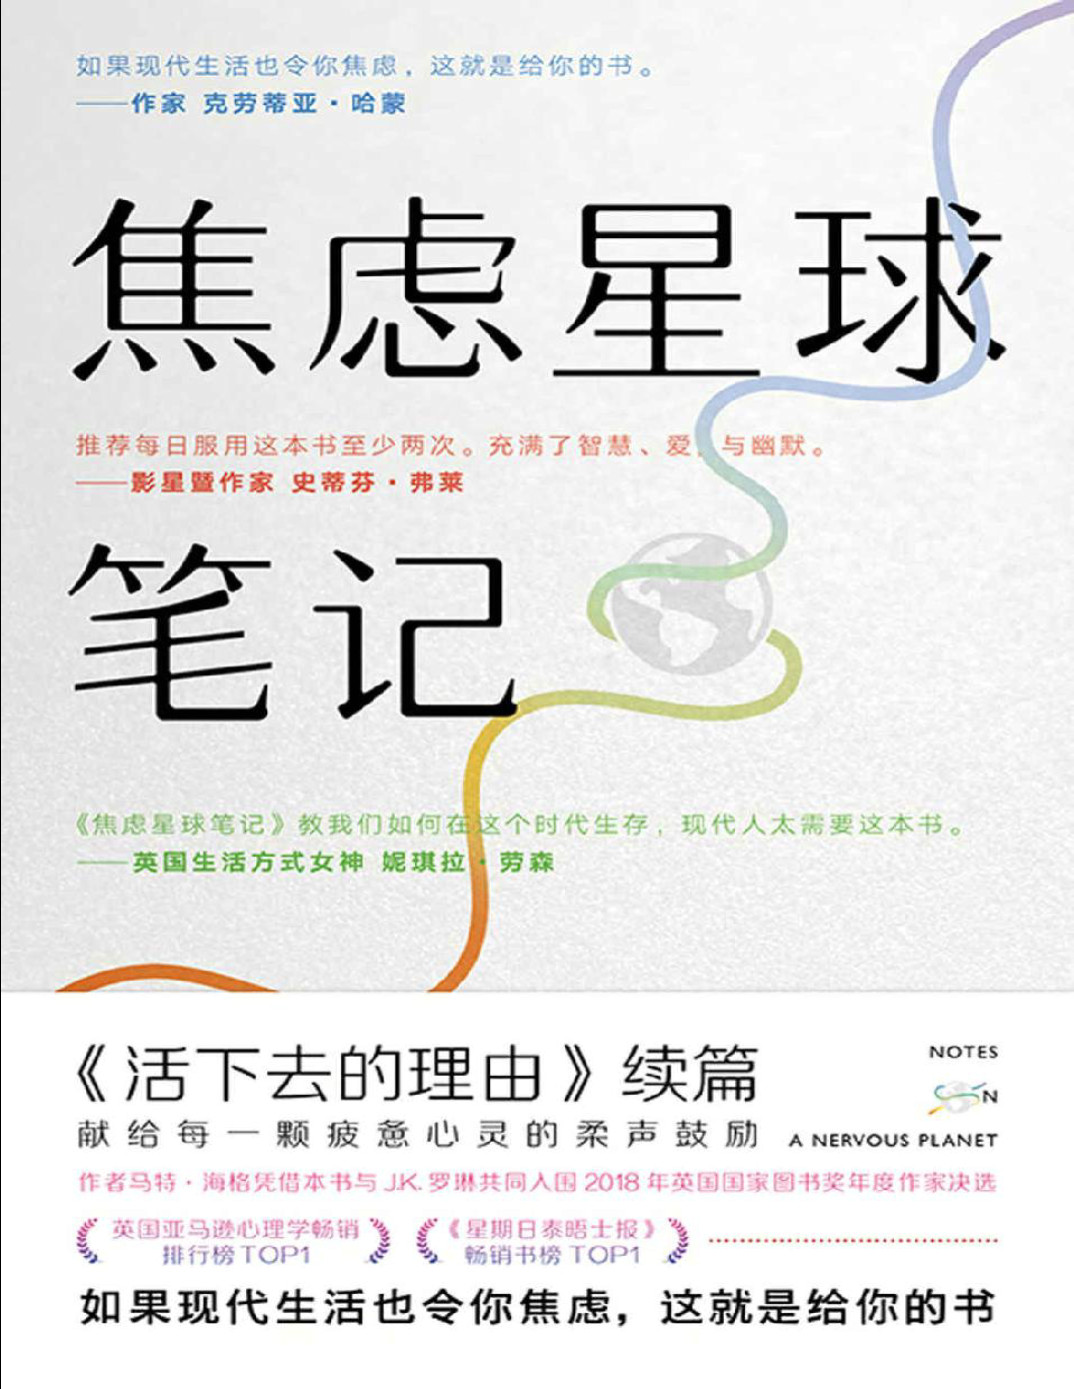 如果现代生活也令你焦虑，这就是给你的书。
——作家 克劳蒂亚·哈蒙
焦虑星球
推荐每日服用这本书至少两次。充满了智慧、爱，与幽默。
——影星暨作家 史蒂芬·弗莱
笔记
《焦虑星球笔记》教我们如何在这个时代生存，现代人太需要这本书。
——英国生活方式女神 妮琪拉·劳森
《活下去的理由》续篇
献给每一颗疲惫心灵的柔声鼓励
NOTES
ON
A NERVOUS PLANET
作者马特·海格凭借本书与J.K.罗琳共同入围2018年英国国家图书奖年度作家决选
英国亚马逊心理学畅销
排行榜TOP1
《星期日泰晤士报》
畅销书榜TOP1
如果现代生活也令你焦虑，这就是给你的书